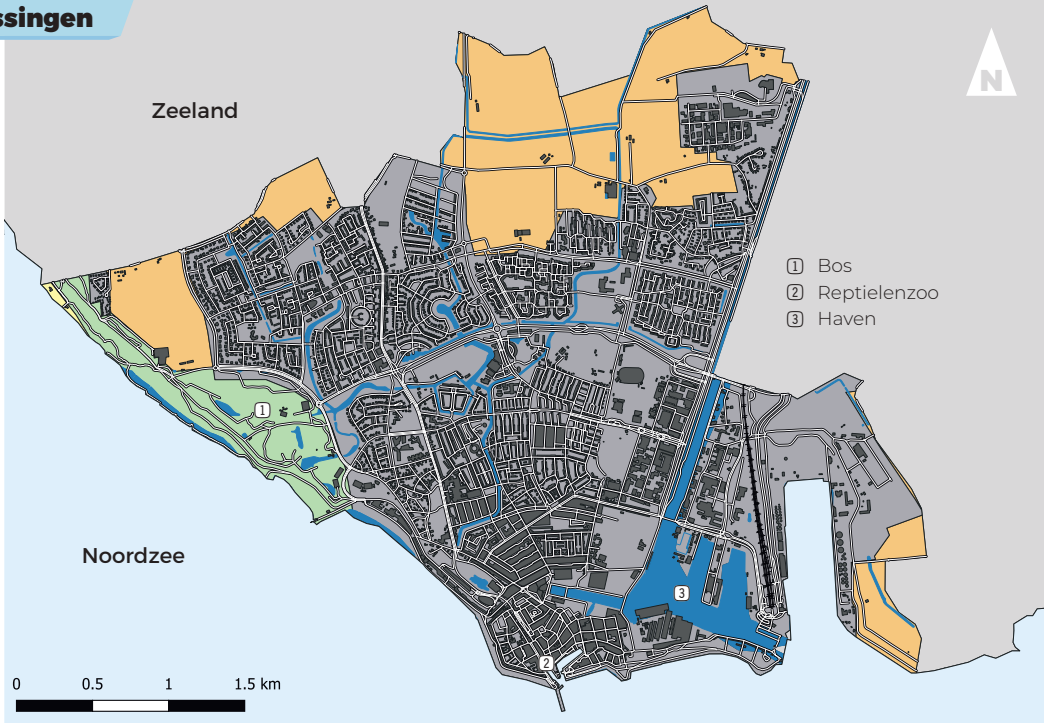 ssingen
Zeeland
N
1 Bos
2 Reptielenzoo
3 Haven
1
Noordzee
3
2
0 0.5 1 1.5 km